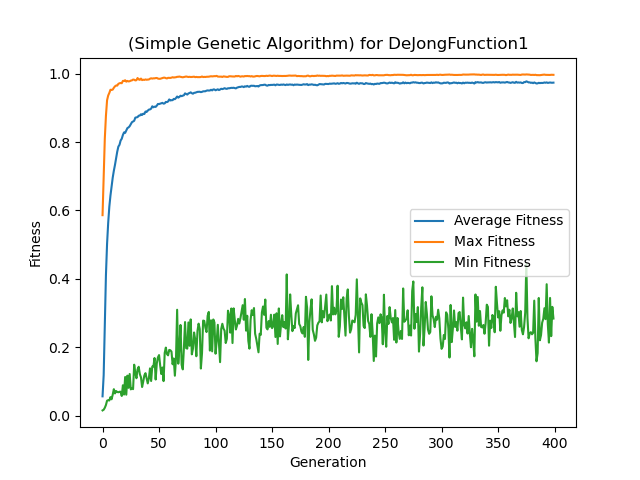 (Simple Genetic Algorithm) for DeJongFunction1
1.0
0.8
0.6
0.4
0.2
0.0
Fitness
Average Fitness
Max Fitness
Min Fitness
0 50 100 150 200 250 300 350 400
Generation